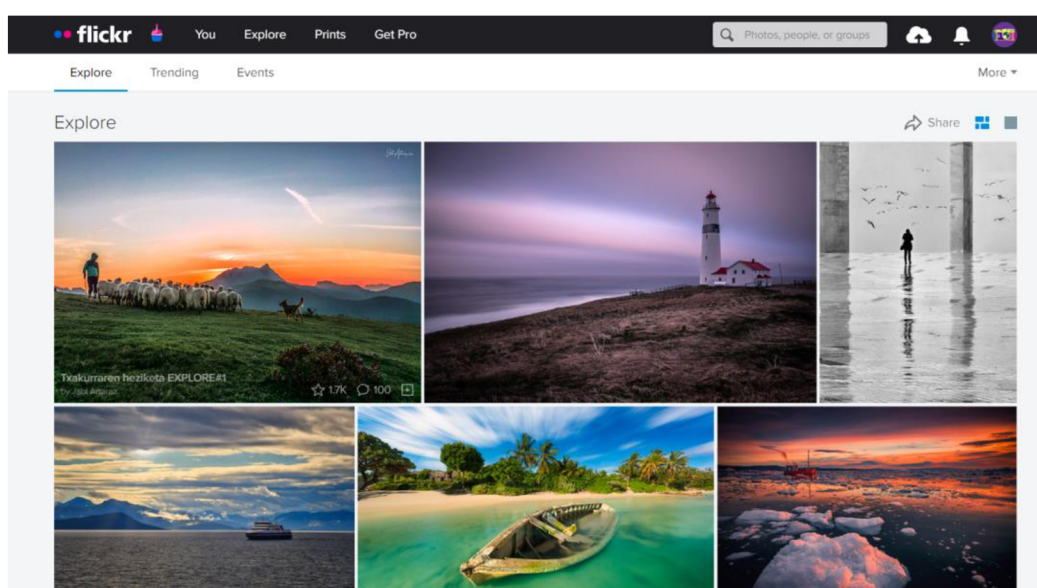 flickr You Explore Prints Get Pro Photos, people, or groups
Explore Trending Events More
Explore Share
Txakurraren heziketa EXPLORE#1
1.7K 100